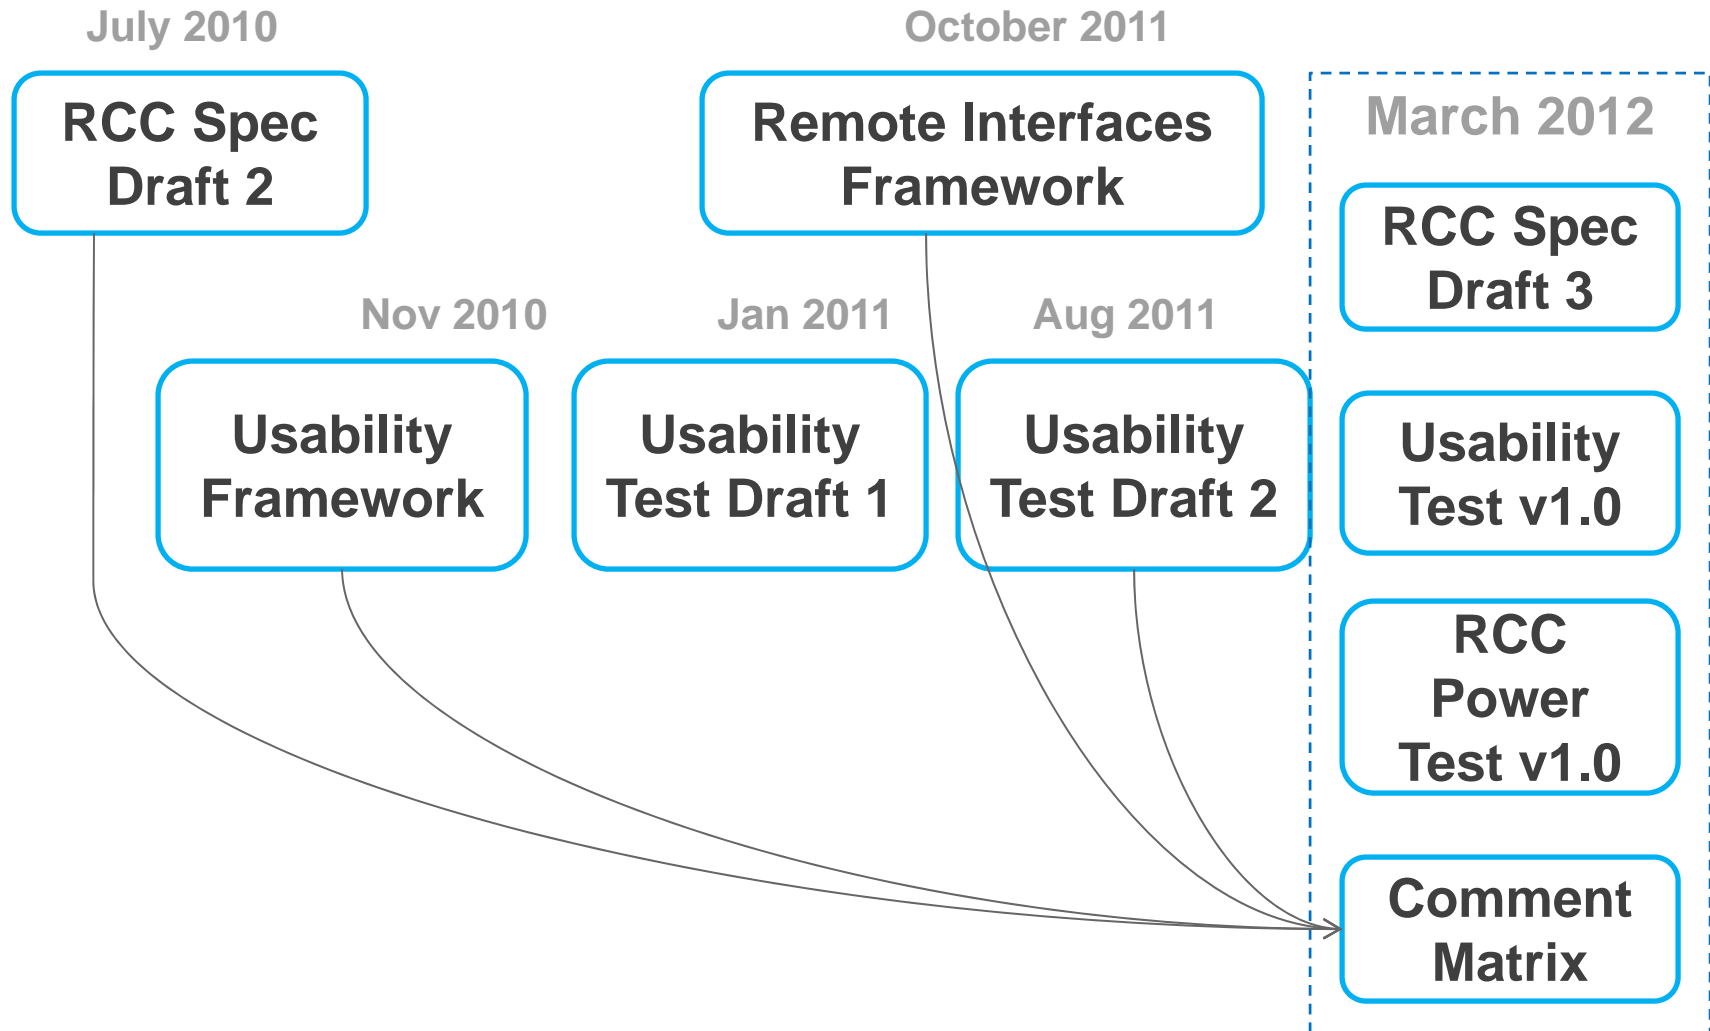 July 2010
RCC Spec
Draft 2
October 2011
Remote Interfaces
Framework
Nov 2010
Usability
Framework
Jan 2011
Usability
Test Draft 1
Aug 2011
Usability
Test Draft 2
March 2012
RCC Spec
Draft 3
Usability
Test v1.0
RCC
Power
Test v1.0
Comment
Matrix